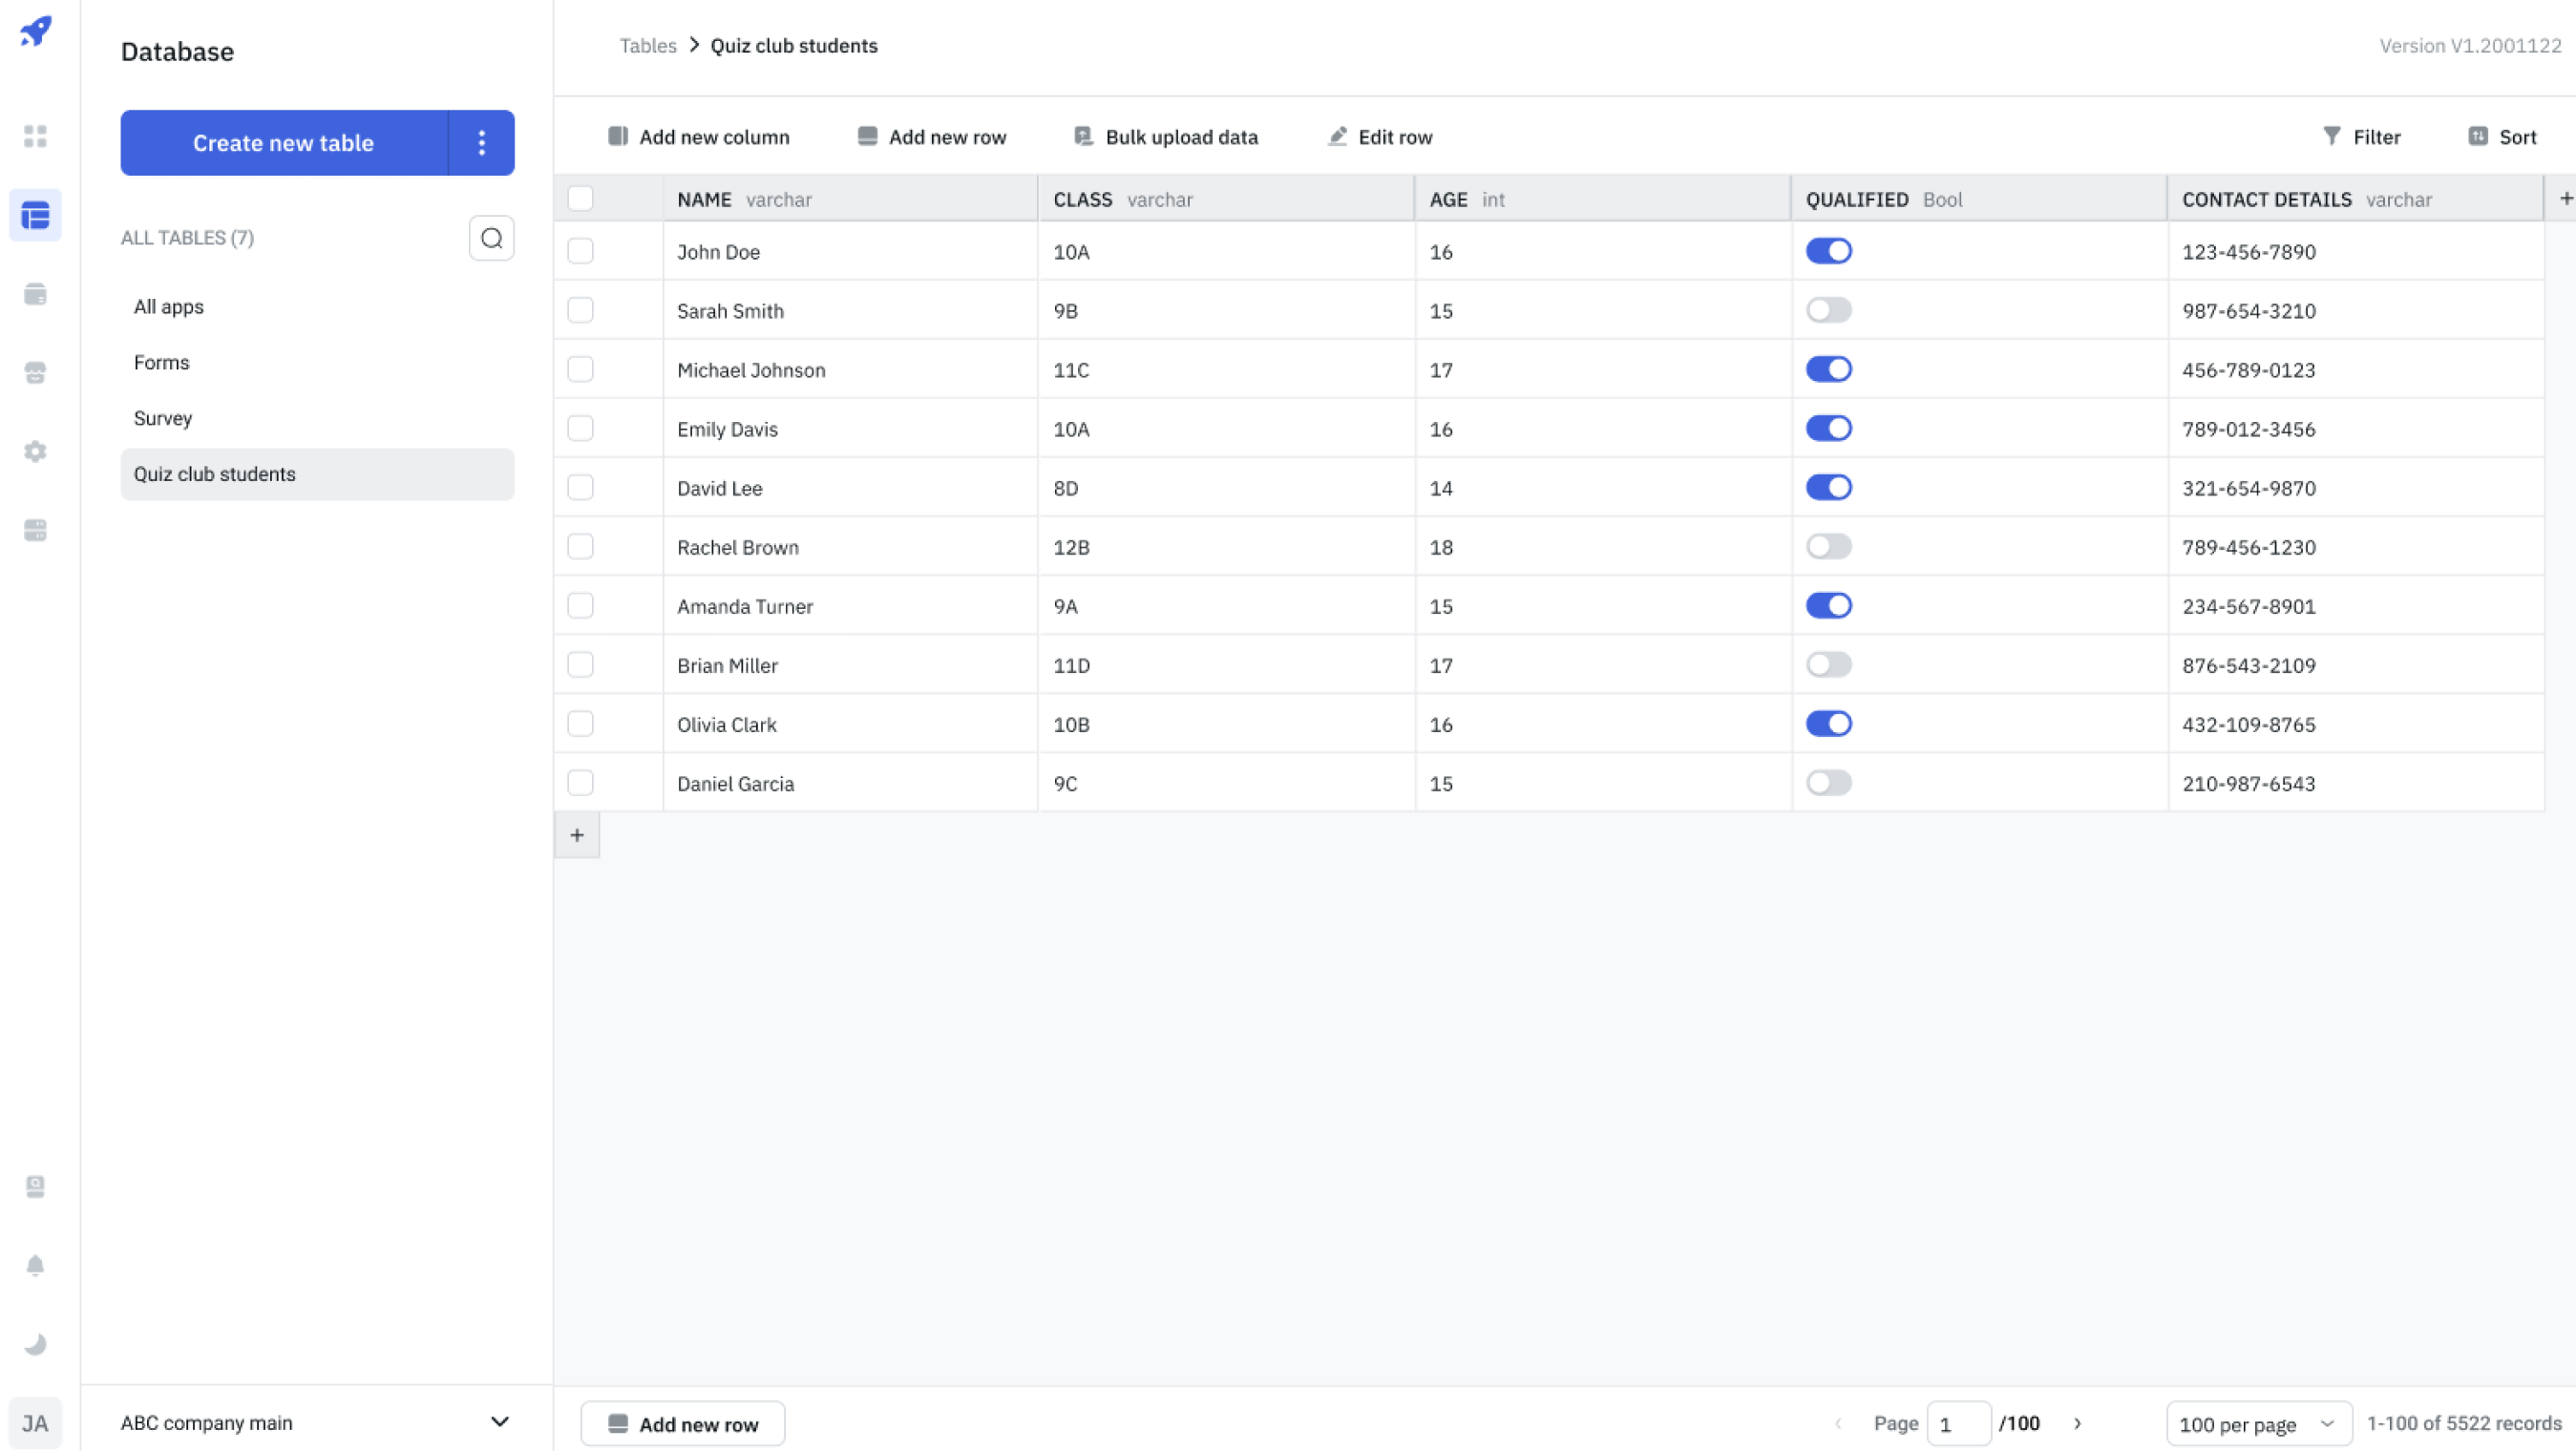 Database
Create new table
ALL TABLES (7)
All apps
Forms
Survey
Quiz club students
ABC company main
JA
Tables > Quiz club students
Version V1.2001122
Add new column Add new row Bulk upload data Edit row Filter Sort
NAME varchar CLASS varchar AGE int QUALIFIED Bool CONTACT DETAILS varchar +
John Doe 10A 16 123-456-7890
Sarah Smith 9B 15 987-654-3210
Michael Johnson 11C 17 456-789-0123
Emily Davis 10A 16 789-012-3456
David Lee 8D 14 321-654-9870
Rachel Brown 12B 18 789-456-1230
Amanda Turner 9A 15 234-567-8901
Brian Miller 11D 17 876-543-2109
Olivia Clark 10B 16 432-109-8765
Daniel Garcia 9C 15 210-987-6543
+
Add new row
Page 1 /100
100 per page
1-100 of 5522 records